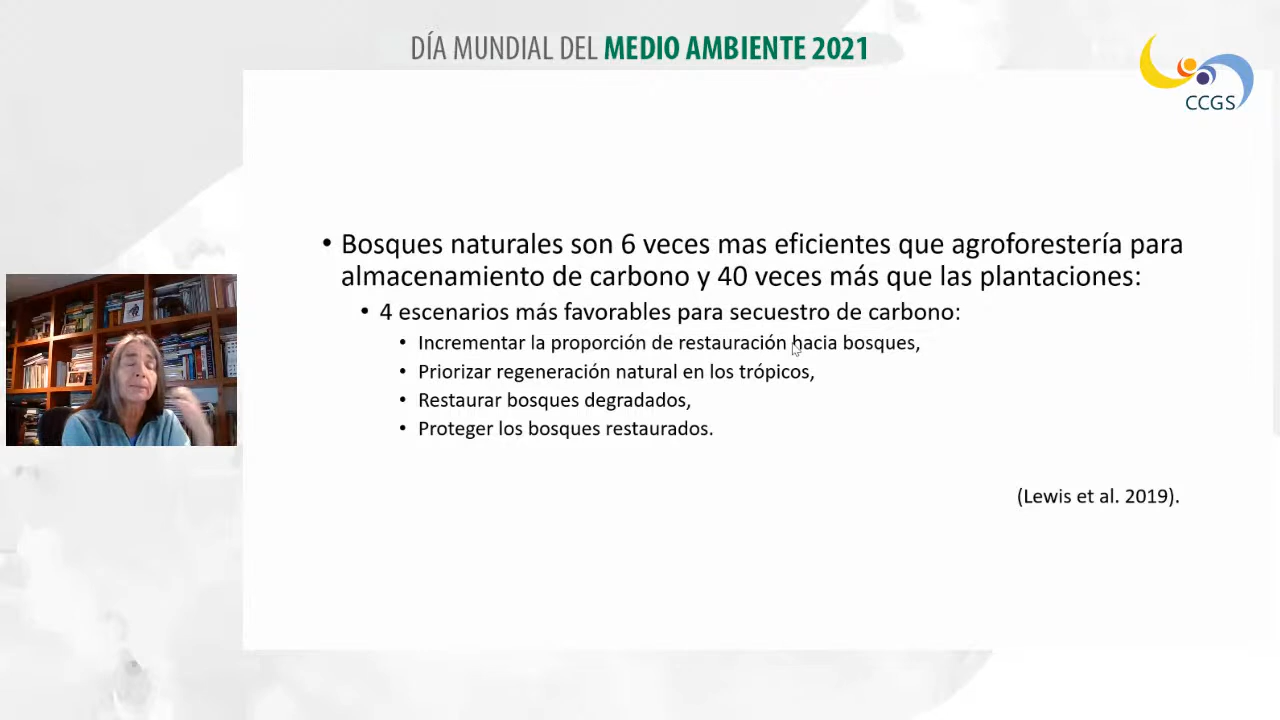 DÍA MUNDIAL DEL MEDIO AMBIENTE 2021
CCGS
• Bosques naturales son 6 veces mas eficientes que agroforestería para
almacenamiento de carbono y 40 veces más que las plantaciones:
• 4 escenarios más favorables para secuestro de carbono:
• Incrementar la proporción de restauración hacia bosques,
• Priorizar regeneración natural en los trópicos,
• Restaurar bosques degradados,
• Proteger los bosques restaurados.
(Lewis et al. 2019).